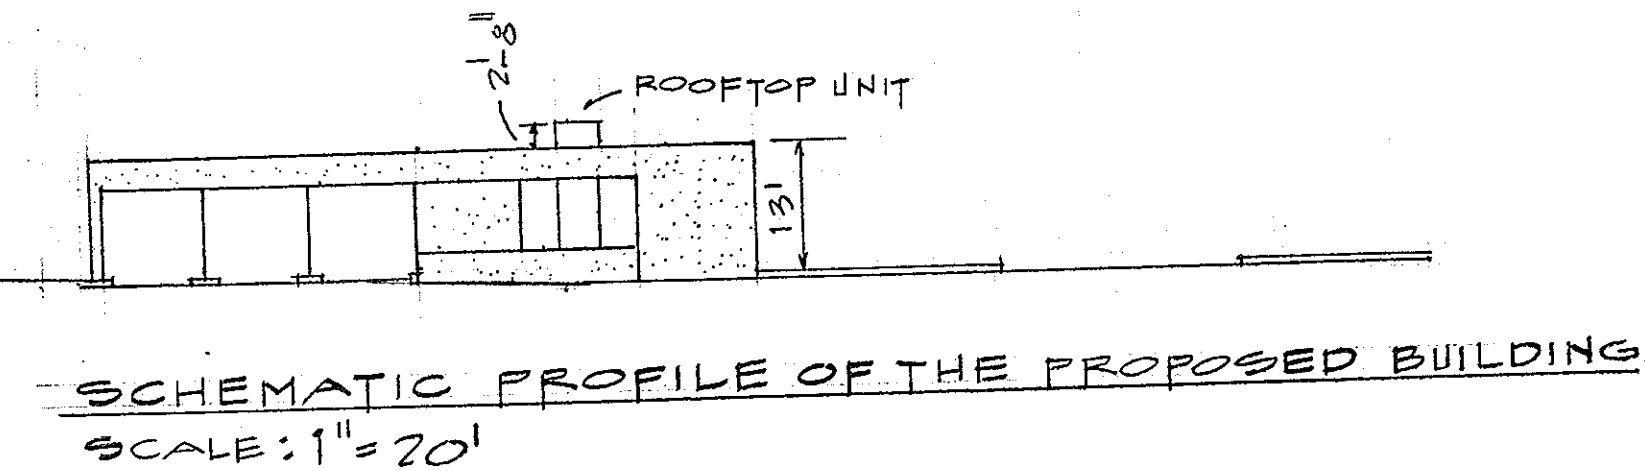 2'-8"
ROOFTOP UNIT
13'
SCHEMATIC PROFILE OF THE PROPOSED BUILDING
SCALE: 1" = 20'